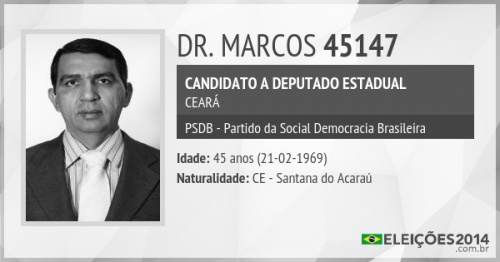 DR. MARCOS 45147
CANDIDATO A DEPUTADO ESTADUAL
CEARÁ
PSDB - Partido da Social Democracia Brasileira
Idade: 45 anos (21-02-1969)
Naturalidade: CE - Santana do Acaraú
ELEIÇÕES2014
.com.br